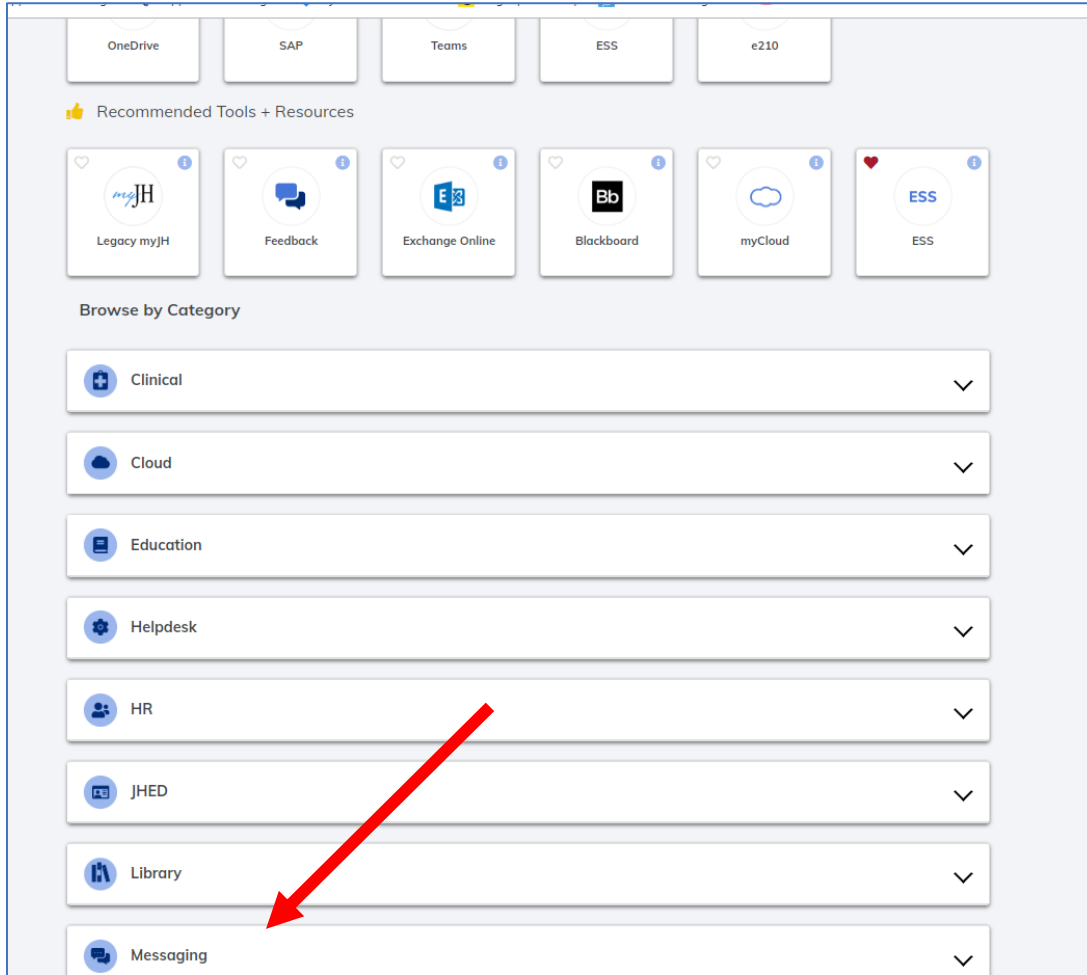 OneDrive SAP Teams ESS e210
Recommended Tools + Resources
myJH E Bb ESS
Legacy myJH Feedback Exchange Online Blackboard myCloud ESS
Browse by Category
Clinical
Cloud
Education
Helpdesk
HR
JHED
Library
Messaging